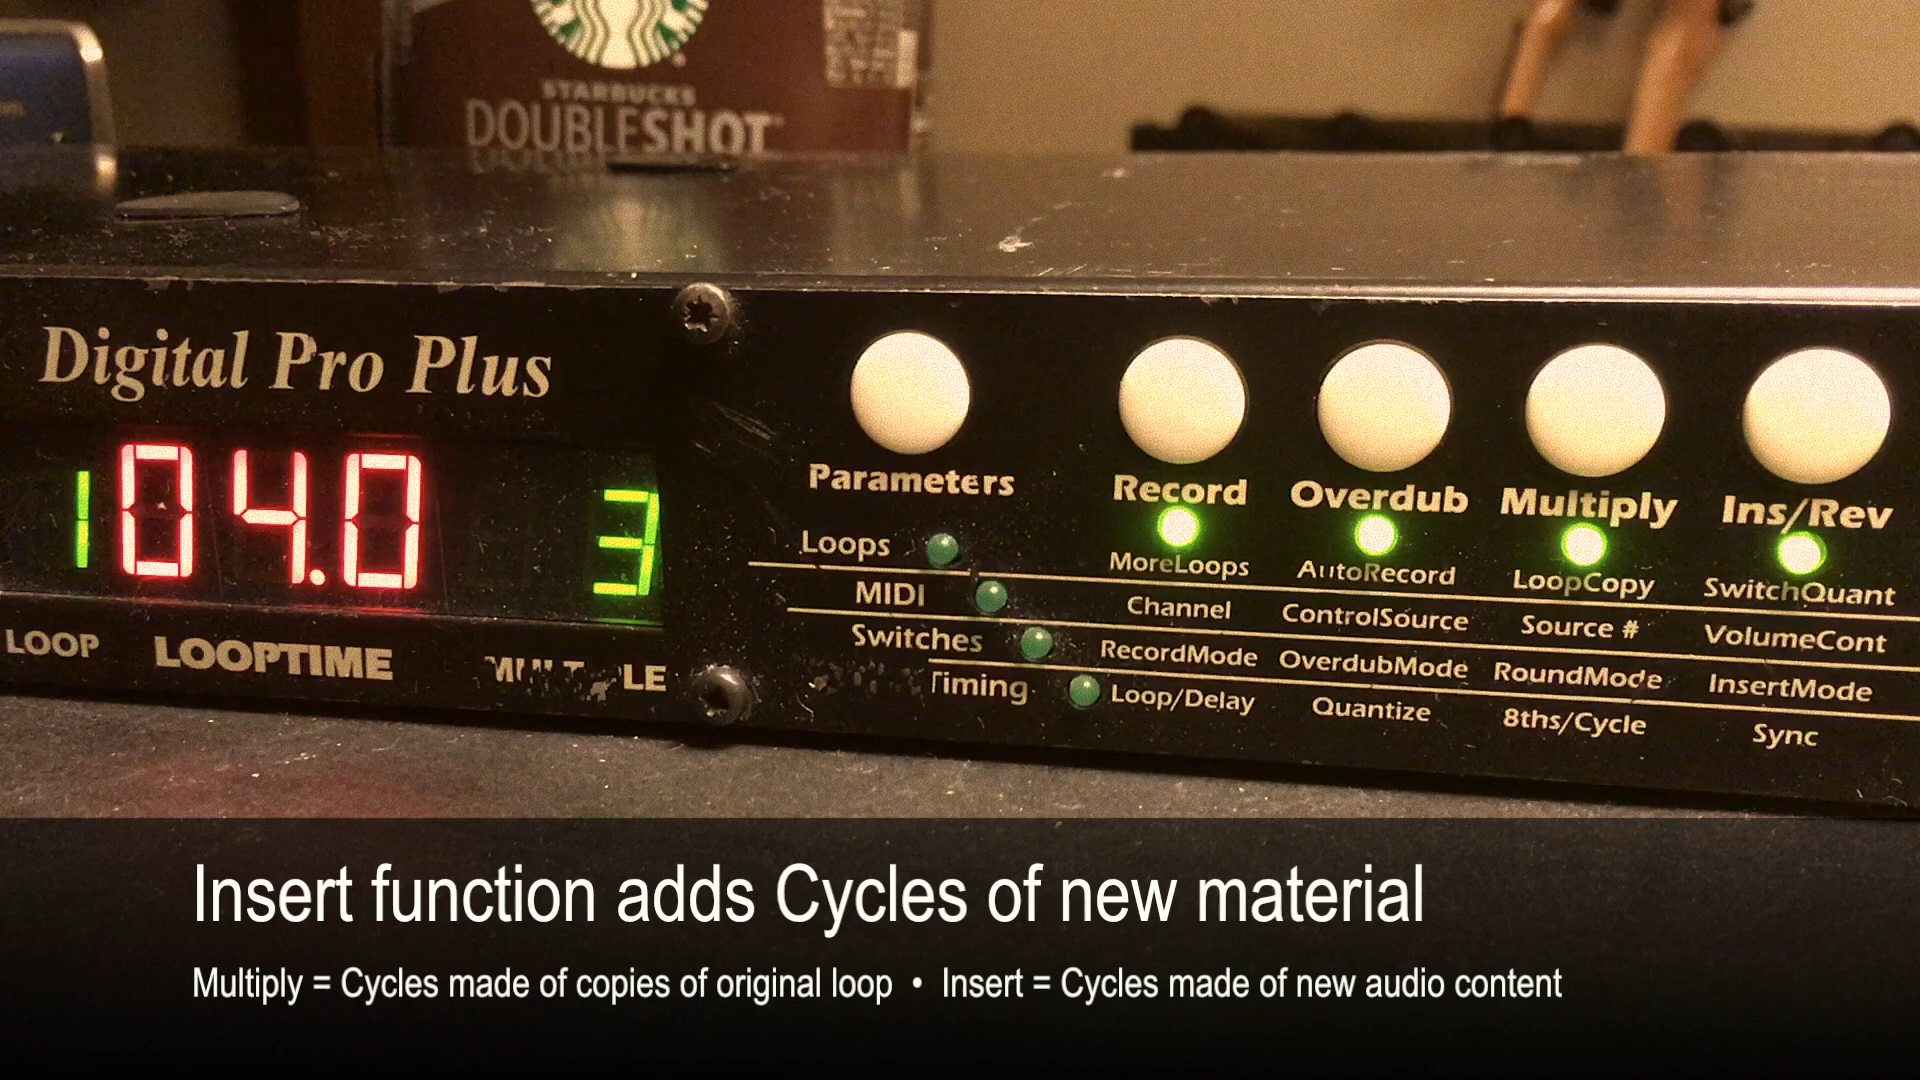 STARBUCKS
DOUBLESHOT
Digital Pro Plus
1 04.0 3
LOOP LOOPTIME
Parameters Record Overdub Multiply Ins/Rev
Loops MoreLoops AutoRecord LoopCopy SwitchQuant
MIDI Channel ControlSource Source # VolumeCont
Switches RecordMode OverdubMode RoundMode InsertMode
Timing Loop/Delay Quantize 8ths/Cycle Sync
Insert function adds Cycles of new material
Multiply = Cycles made of copies of original loop • Insert = Cycles made of new audio content